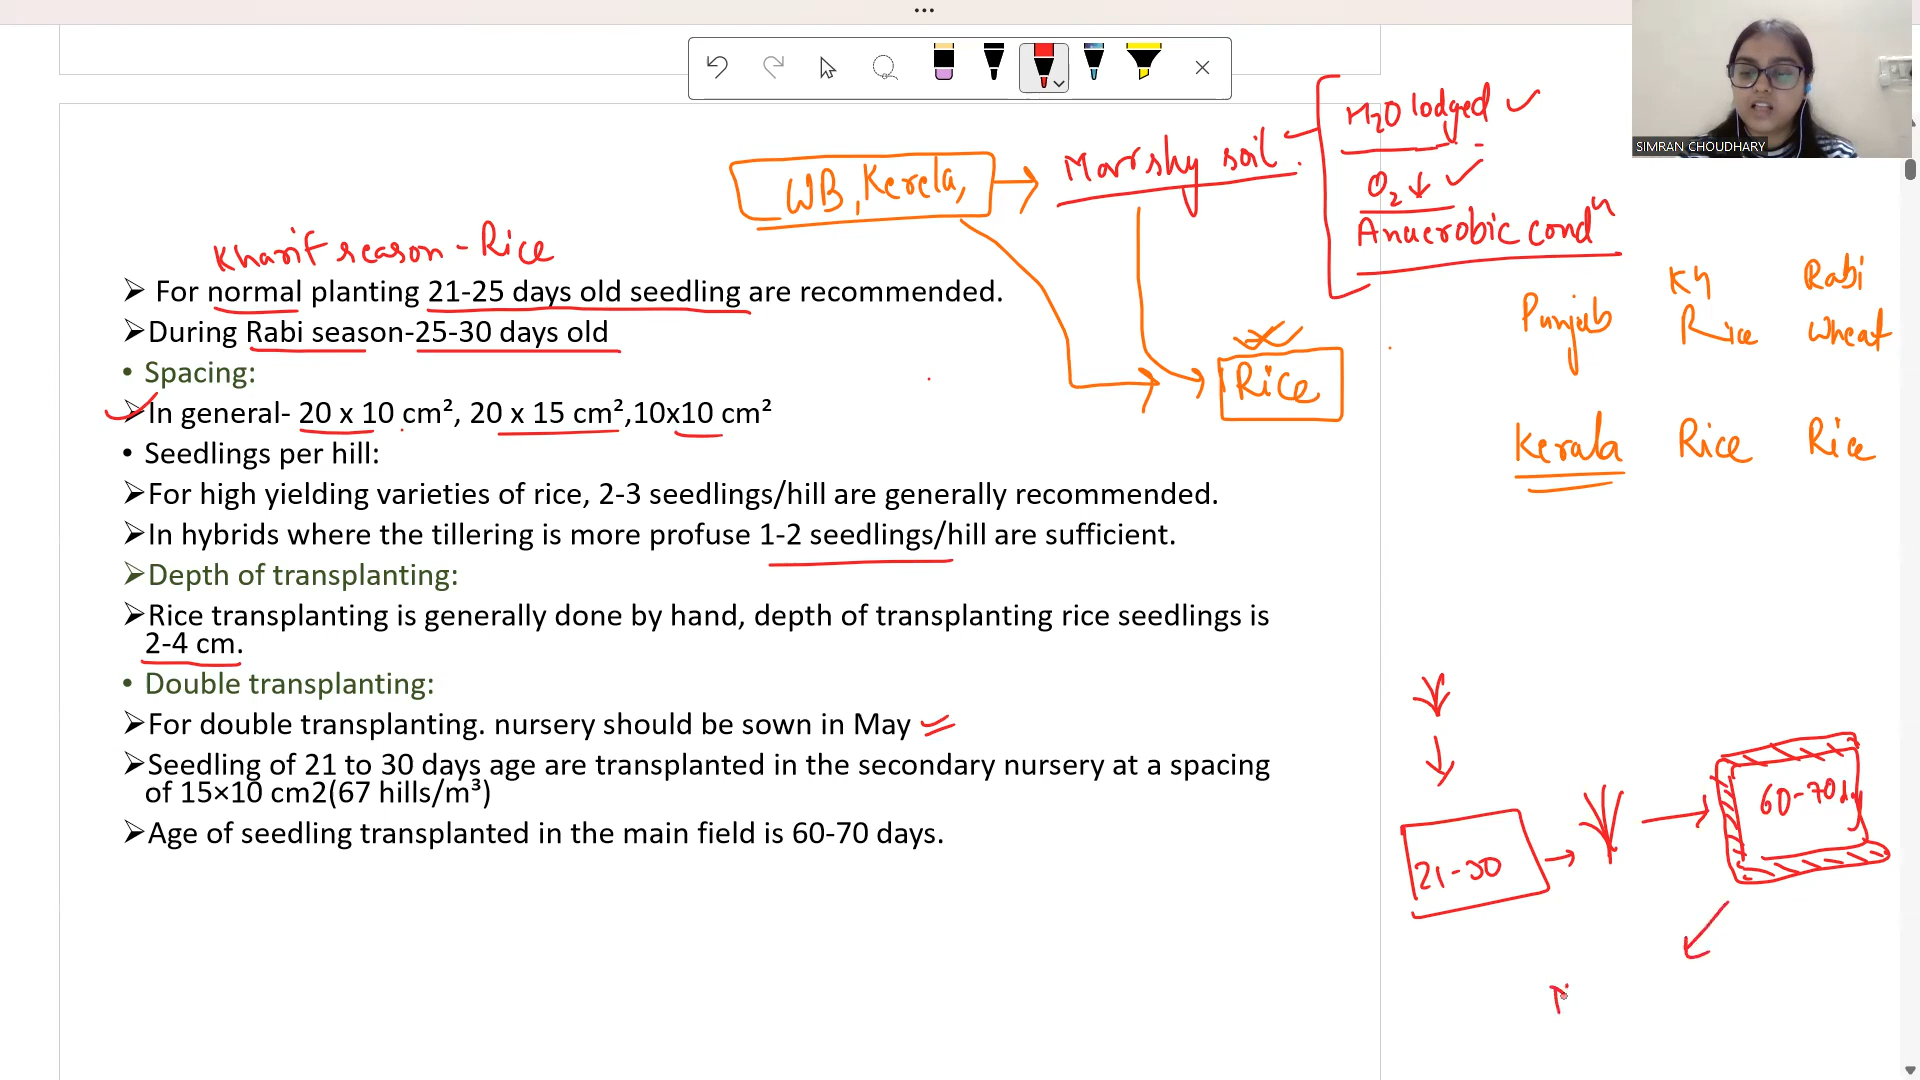 SIMRAN CHOUDHARY
H2O lodged
WB, Kerela,
Marshy soil.
O2↓
Anaerobic condn
Kharif season - Rice
➤ For normal planting 21-25 days old seedling are recommended.
➤During Rabi season-25-30 days old
• Spacing:
➤In general- 20 x 10 cm², 20 x 15 cm²,10x10 cm²
• Seedlings per hill:
➤For high yielding varieties of rice, 2-3 seedlings/hill are generally recommended.
➤In hybrids where the tillering is more profuse 1-2 seedlings/hill are sufficient.
➤Depth of transplanting:
➤Rice transplanting is generally done by hand, depth of transplanting rice seedlings is
2-4 cm.
• Double transplanting:
➤For double transplanting. nursery should be sown in May
➤Seedling of 21 to 30 days age are transplanted in the secondary nursery at a spacing
of 15×10 cm2(67 hills/m³)
➤Age of seedling transplanted in the main field is 60-70 days.
Rice
Kh Rabi
Punjab Rice Wheat
Kerala Rice Rice
21-30
60-70 dy